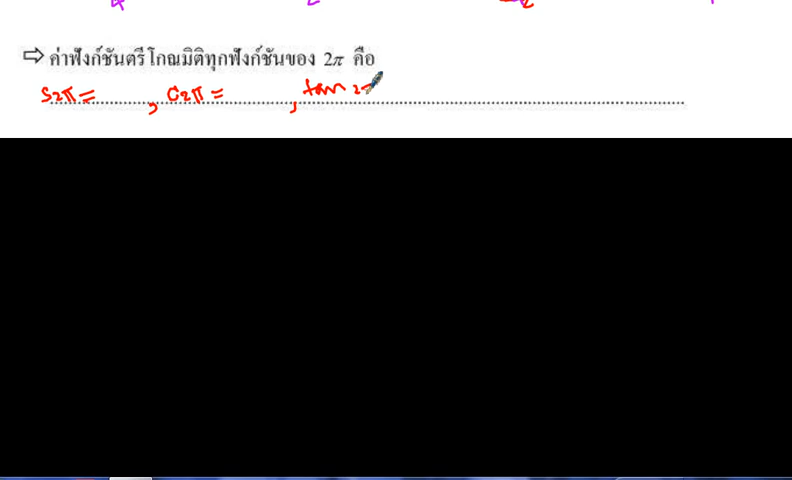 ⇨ ค่าฟังก์ชันตรีโกณมิติทุกฟังก์ชันของ 2π คือ
S2π = , C2π = , tan 2